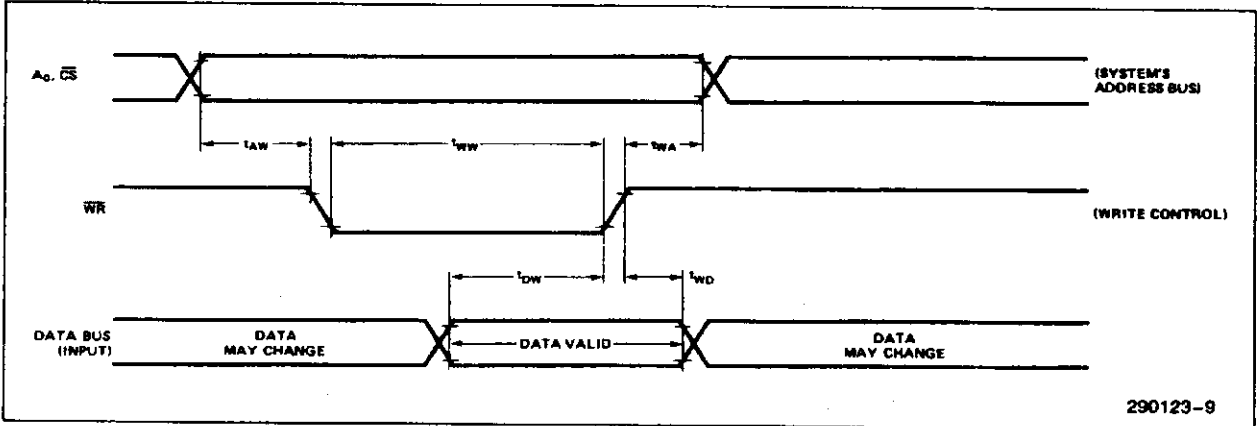 A₀, C̅S̅
(SYSTEM'S
ADDRESS BUS)
tAW
tWW
tWA
W̅R̅
(WRITE CONTROL)
tDW
tWD
DATA BUS
(INPUT)
DATA
MAY CHANGE
DATA VALID
DATA
MAY CHANGE
290123-9